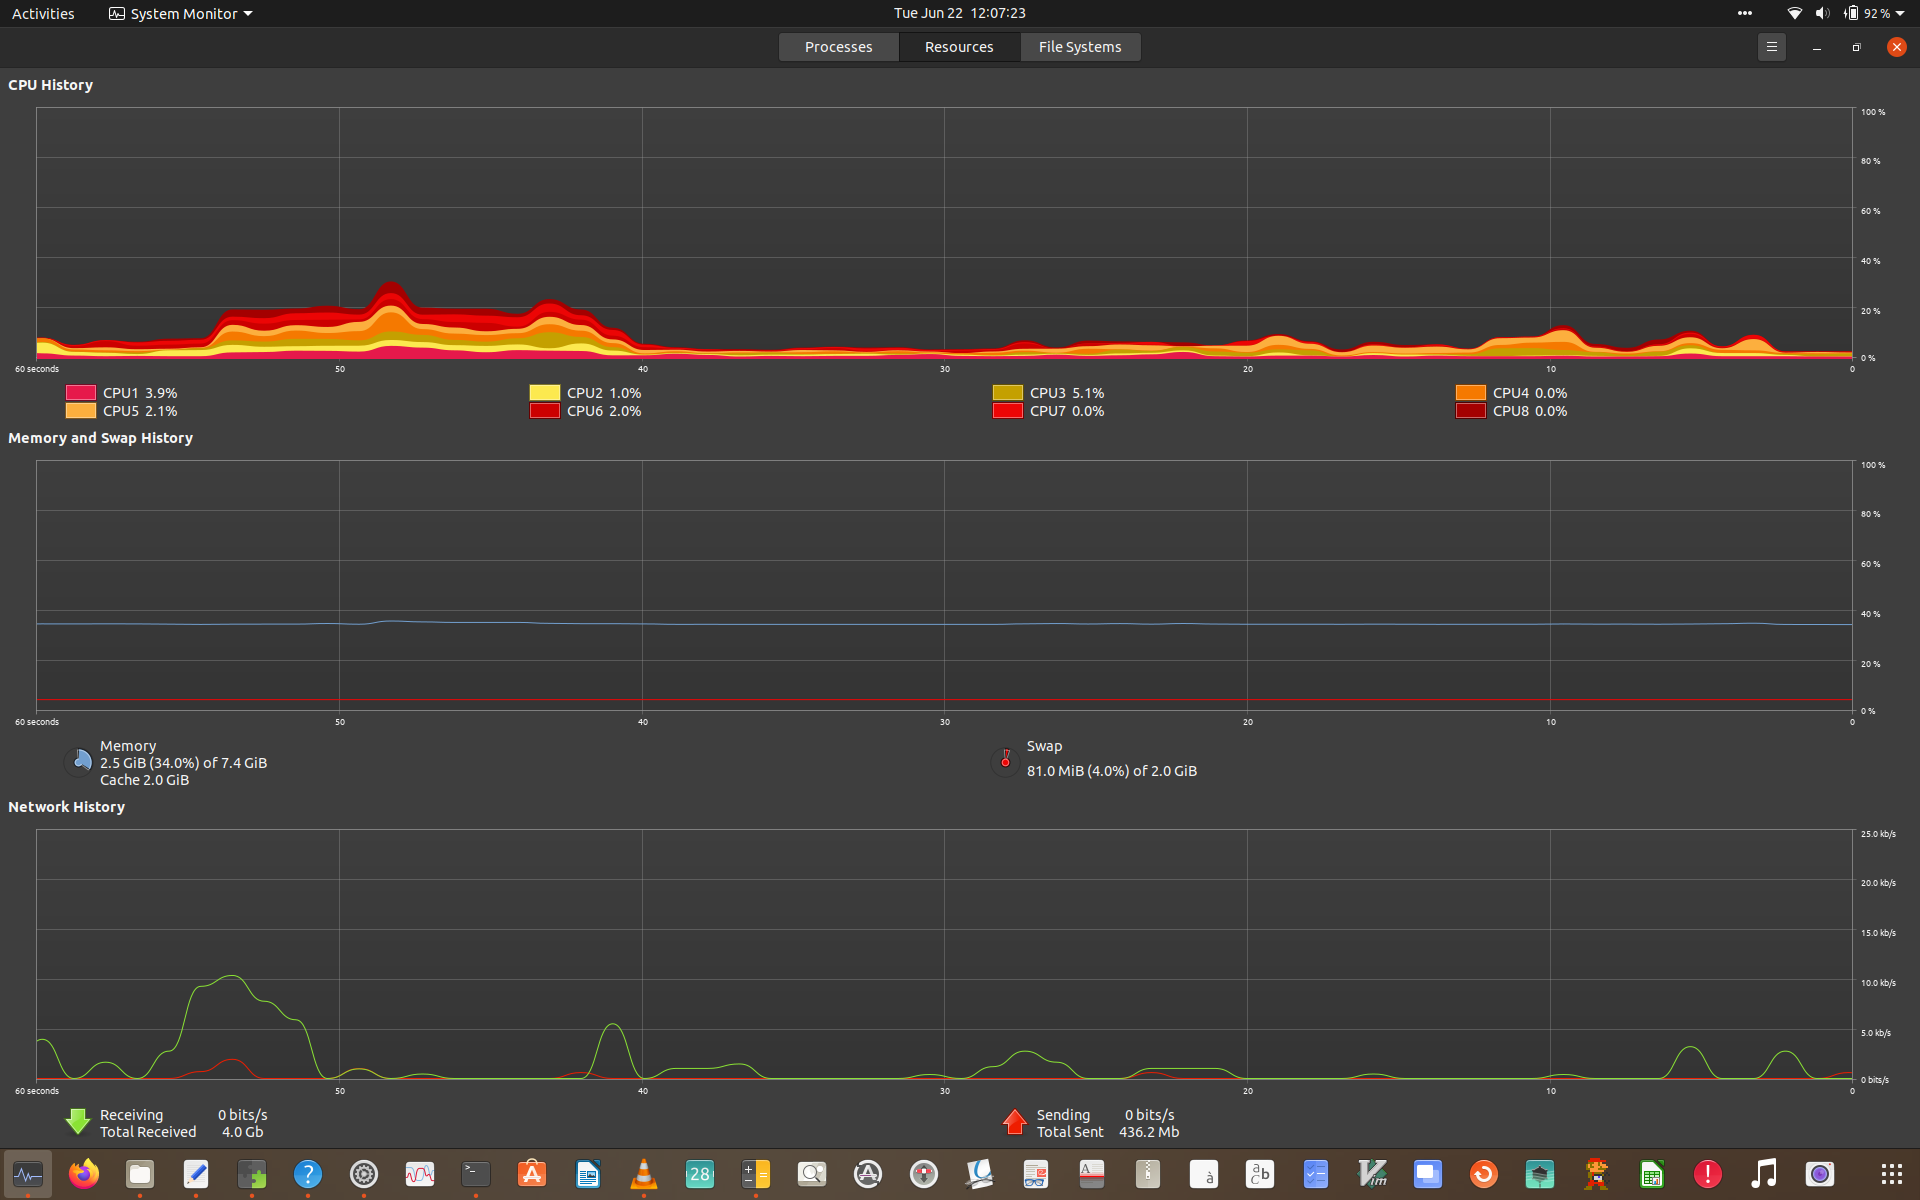 Activities
System Monitor
Tue Jun 22 12:07:23
92 %
Processes
Resources
File Systems
CPU History
100 %
80 %
60 %
40 %
20 %
0 %
60 seconds
50
40
30
20
10
0
CPU1 3.9%
CPU2 1.0%
CPU3 5.1%
CPU4 0.0%
CPU5 2.1%
CPU6 2.0%
CPU7 0.0%
CPU8 0.0%
Memory and Swap History
100 %
80 %
60 %
40 %
20 %
0 %
60 seconds
50
40
30
20
10
0
Memory
2.5 GiB (34.0%) of 7.4 GiB
Cache 2.0 GiB
Swap
81.0 MiB (4.0%) of 2.0 GiB
Network History
25.0 kb/s
20.0 kb/s
15.0 kb/s
10.0 kb/s
5.0 kb/s
0 bits/s
60 seconds
50
40
30
20
10
0
Receiving 0 bits/s
Total Received 4.0 Gb
Sending 0 bits/s
Total Sent 436.2 Mb
28